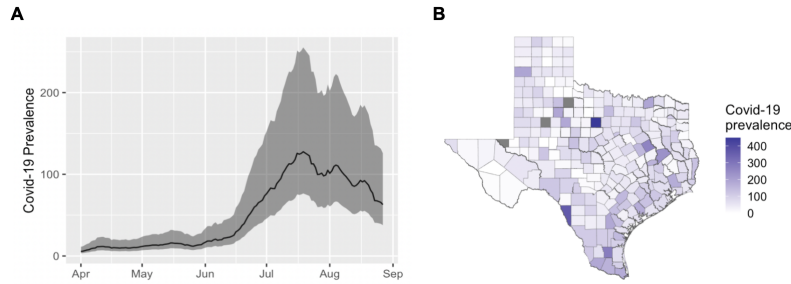 A
Covid-19 Prevalence
200
100
0
Apr
May
Jun
Jul
Aug
Sep
B
Covid-19
prevalence
400
300
200
100
0